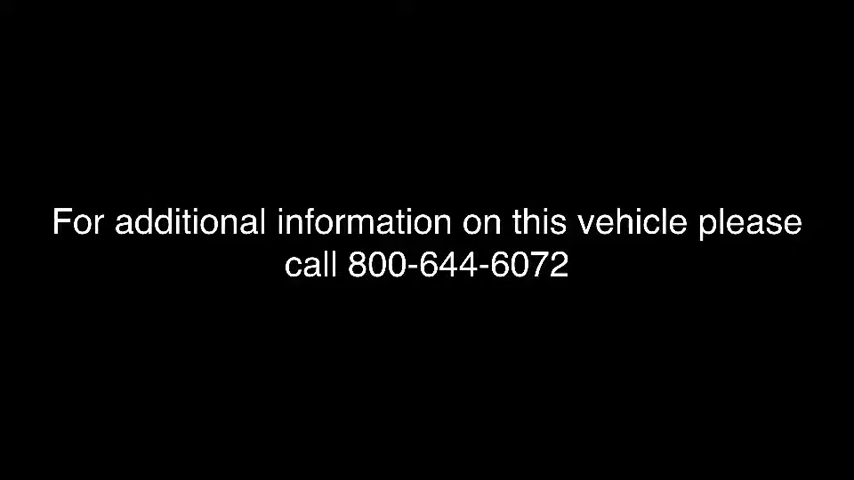 For additional information on this vehicle please
call 800-644-6072